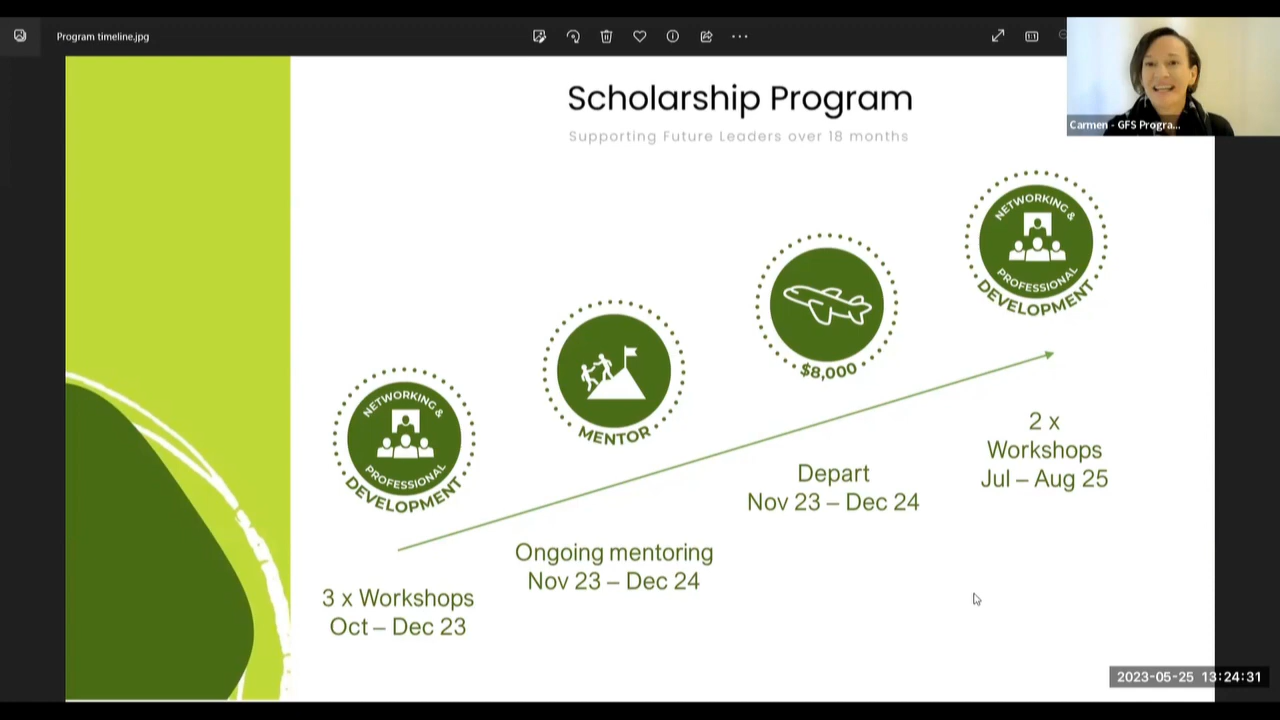 Program timeline.jpg
Carmen - GFS Progra...
Scholarship Program
Supporting Future Leaders over 18 months
NETWORKING &
PROFESSIONAL
DEVELOPMENT
$8,000
MENTOR
NETWORKING &
PROFESSIONAL
DEVELOPMENT
2 x
Workshops
Jul – Aug 25
Depart
Nov 23 – Dec 24
Ongoing mentoring
Nov 23 – Dec 24
3 x Workshops
Oct – Dec 23
2023-05-25 13:24:31